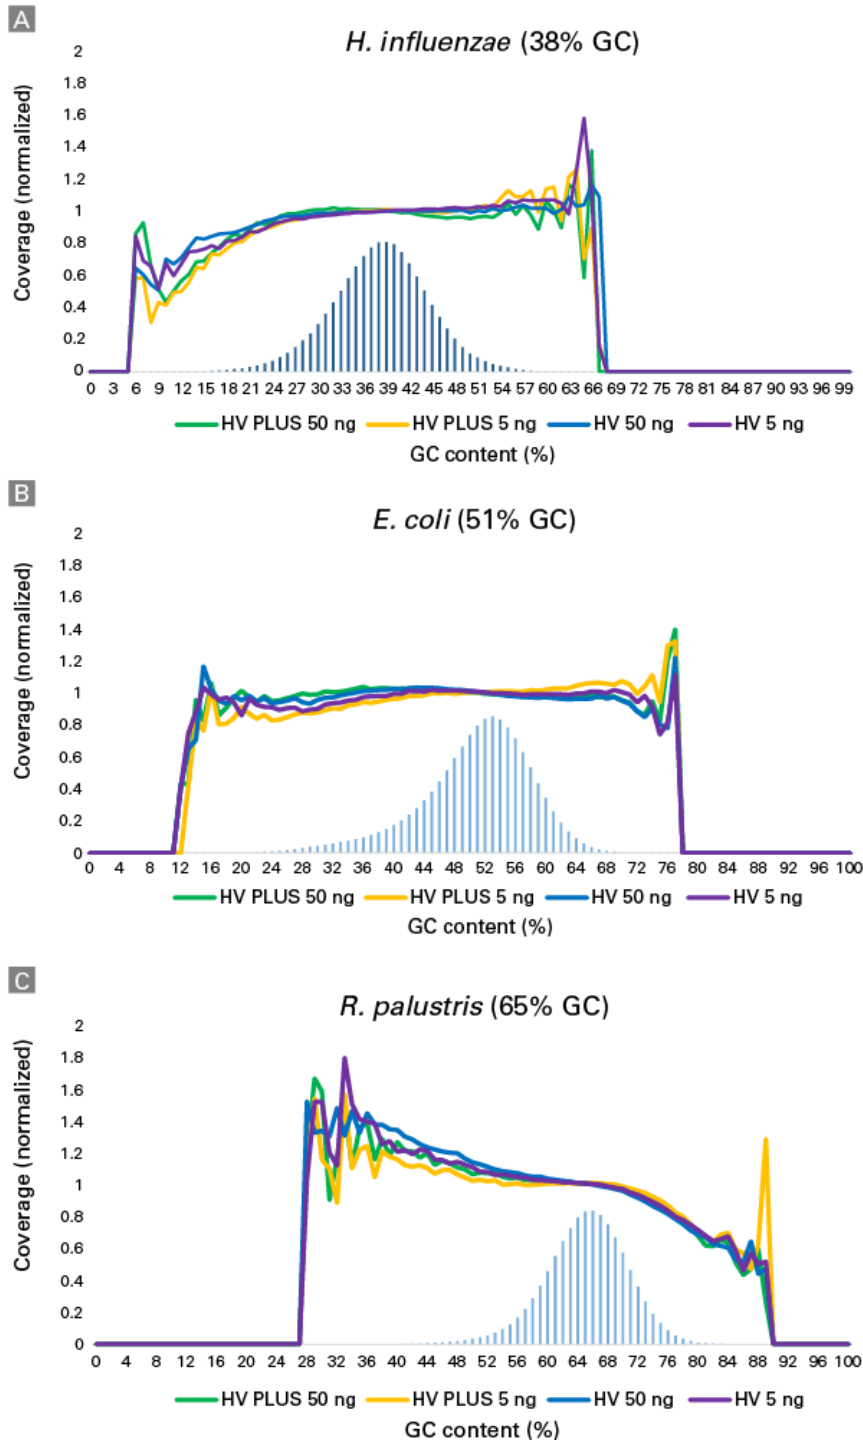 A
H. influenzae (38% GC)
Coverage (normalized)
2
1.8
1.6
1.4
1.2
1
0.8
0.6
0.4
0.2
0
0 3 6 9 12 15 18 21 24 27 30 33 36 39 42 45 48 51 54 57 60 63 66 69 72 75 78 81 84 87 90 93 96 99
HV PLUS 50 ng HV PLUS 5 ng HV 50 ng HV 5 ng
GC content (%)
B
E. coli (51% GC)
Coverage (normalized)
2
1.8
1.6
1.4
1.2
1
0.8
0.6
0.4
0.2
0
0 4 8 12 16 20 24 28 32 36 40 44 48 52 56 60 64 68 72 76 80 84 88 92 96 100
HV PLUS 50 ng HV PLUS 5 ng HV 50 ng HV 5 ng
GC content (%)
C
R. palustris (65% GC)
Coverage (normalized)
2
1.8
1.6
1.4
1.2
1
0.8
0.6
0.4
0.2
0
0 4 8 12 16 20 24 28 32 36 40 44 48 52 56 60 64 68 72 76 80 84 88 92 96 100
HV PLUS 50 ng HV PLUS 5 ng HV 50 ng HV 5 ng
GC content (%)